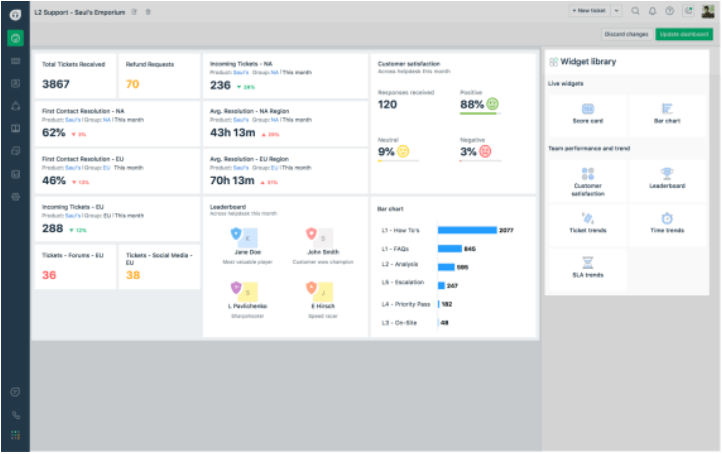 L2 Support - Saul's Emporium
+ New ticket
Discard changes
Update dashboard
Total Tickets Received
3867
Refund Requests
70
Incoming Tickets - NA
Product: Saul's | Group: NA | This month
236 ▼ 24%
Customer satisfaction
Across helpdesk this month
Responses received
120
Positive
88%
Neutral
9%
Negative
3%
First Contact Resolution - NA
Product: Saul's | Group: NA | This month
62%
Avg. Resolution - NA Region
Product: Saul's | Group: NA | This month
43h 13m
First Contact Resolution - EU
Product: Saul's | Group: EU | This month
46% ▼ 13%
Avg. Resolution - EU Region
Product: Saul's | Group: EU | This month
70h 13m
Incoming Tickets - EU
Product: Saul's | Group: EU | This month
288 ▼ 12%
Tickets - Forums - EU
36
Tickets - Social Media -
EU
38
Leaderboard
Across helpdesk this month
E
Jane Doe
Most valuable player
S
John Smith
Customer wow champion
S
L Pavlichenko
Sharpshooter
J
E Hirsch
Speed racer
Bar chart
L1 - How To's 2077
L1 - FAQs 845
L2 - Analysis 595
L5 - Escalation 247
L4 - Priority Pass 182
L3 - On-Site 48
Widget library
Live widgets
Score card
Bar chart
Team performance and trend
Customer
satisfaction
Leaderboard
Ticket trends
Time trends
SLA trends